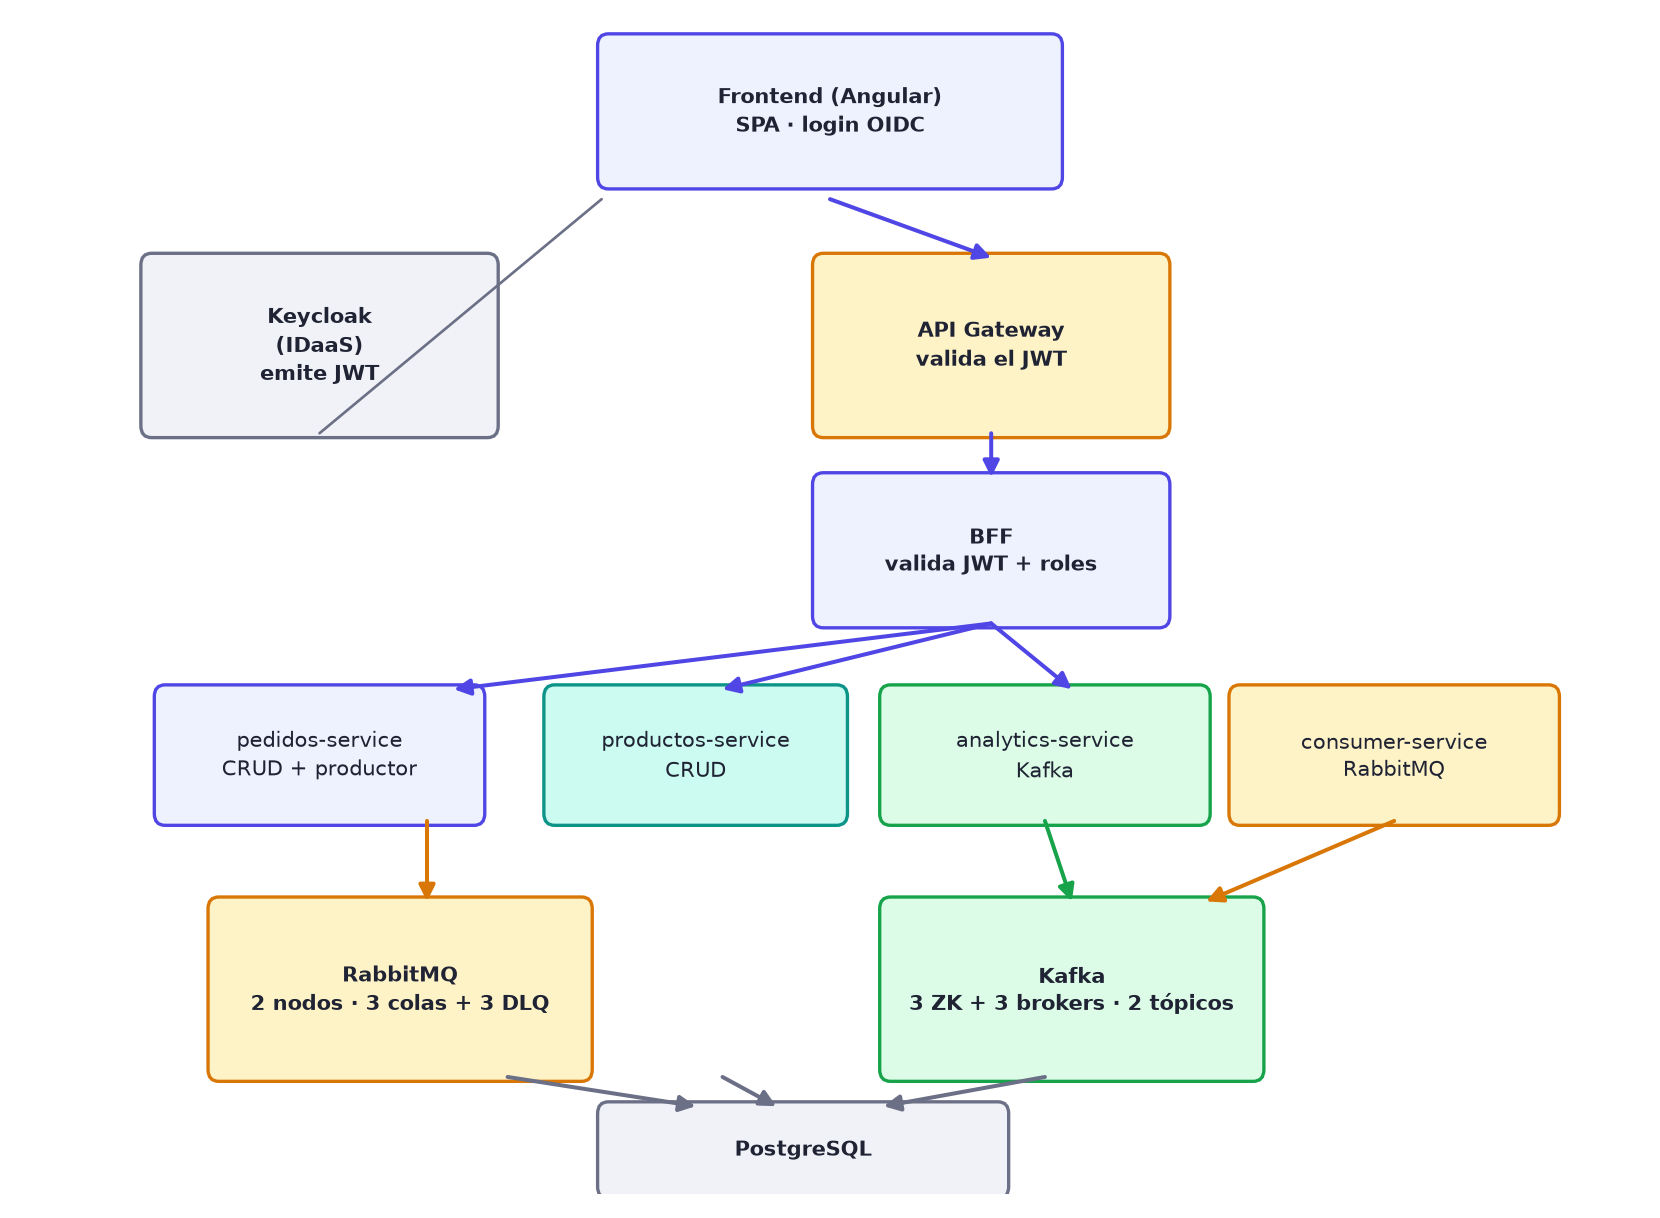 Frontend (Angular)
SPA · login OIDC
Keycloak
(IDaaS)
emite JWT
API Gateway
valida el JWT
BFF
valida JWT + roles
pedidos-service
CRUD + productor
productos-service
CRUD
analytics-service
Kafka
consumer-service
RabbitMQ
RabbitMQ
2 nodos · 3 colas + 3 DLQ
Kafka
3 ZK + 3 brokers · 2 tópicos
PostgreSQL